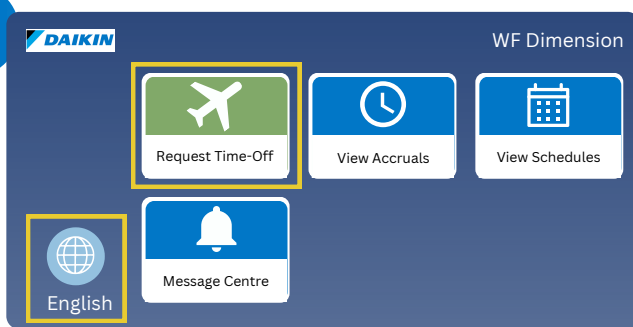 DAIKIN
WF Dimension
Request Time-Off
View Accruals
View Schedules
Message Centre
English